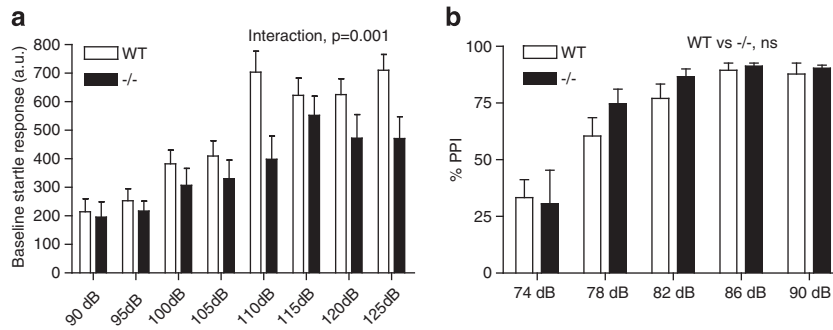 a
Interaction, p=0.001
WT
-/-
Baseline startle response (a.u.)
800
700
600
500
400
300
200
100
0
90 dB
95dB
100dB
105dB
110dB
115dB
120dB
125dB
b
WT vs -/-, ns
WT
-/-
% PPI
100
75
50
25
0
74 dB
78 dB
82 dB
86 dB
90 dB